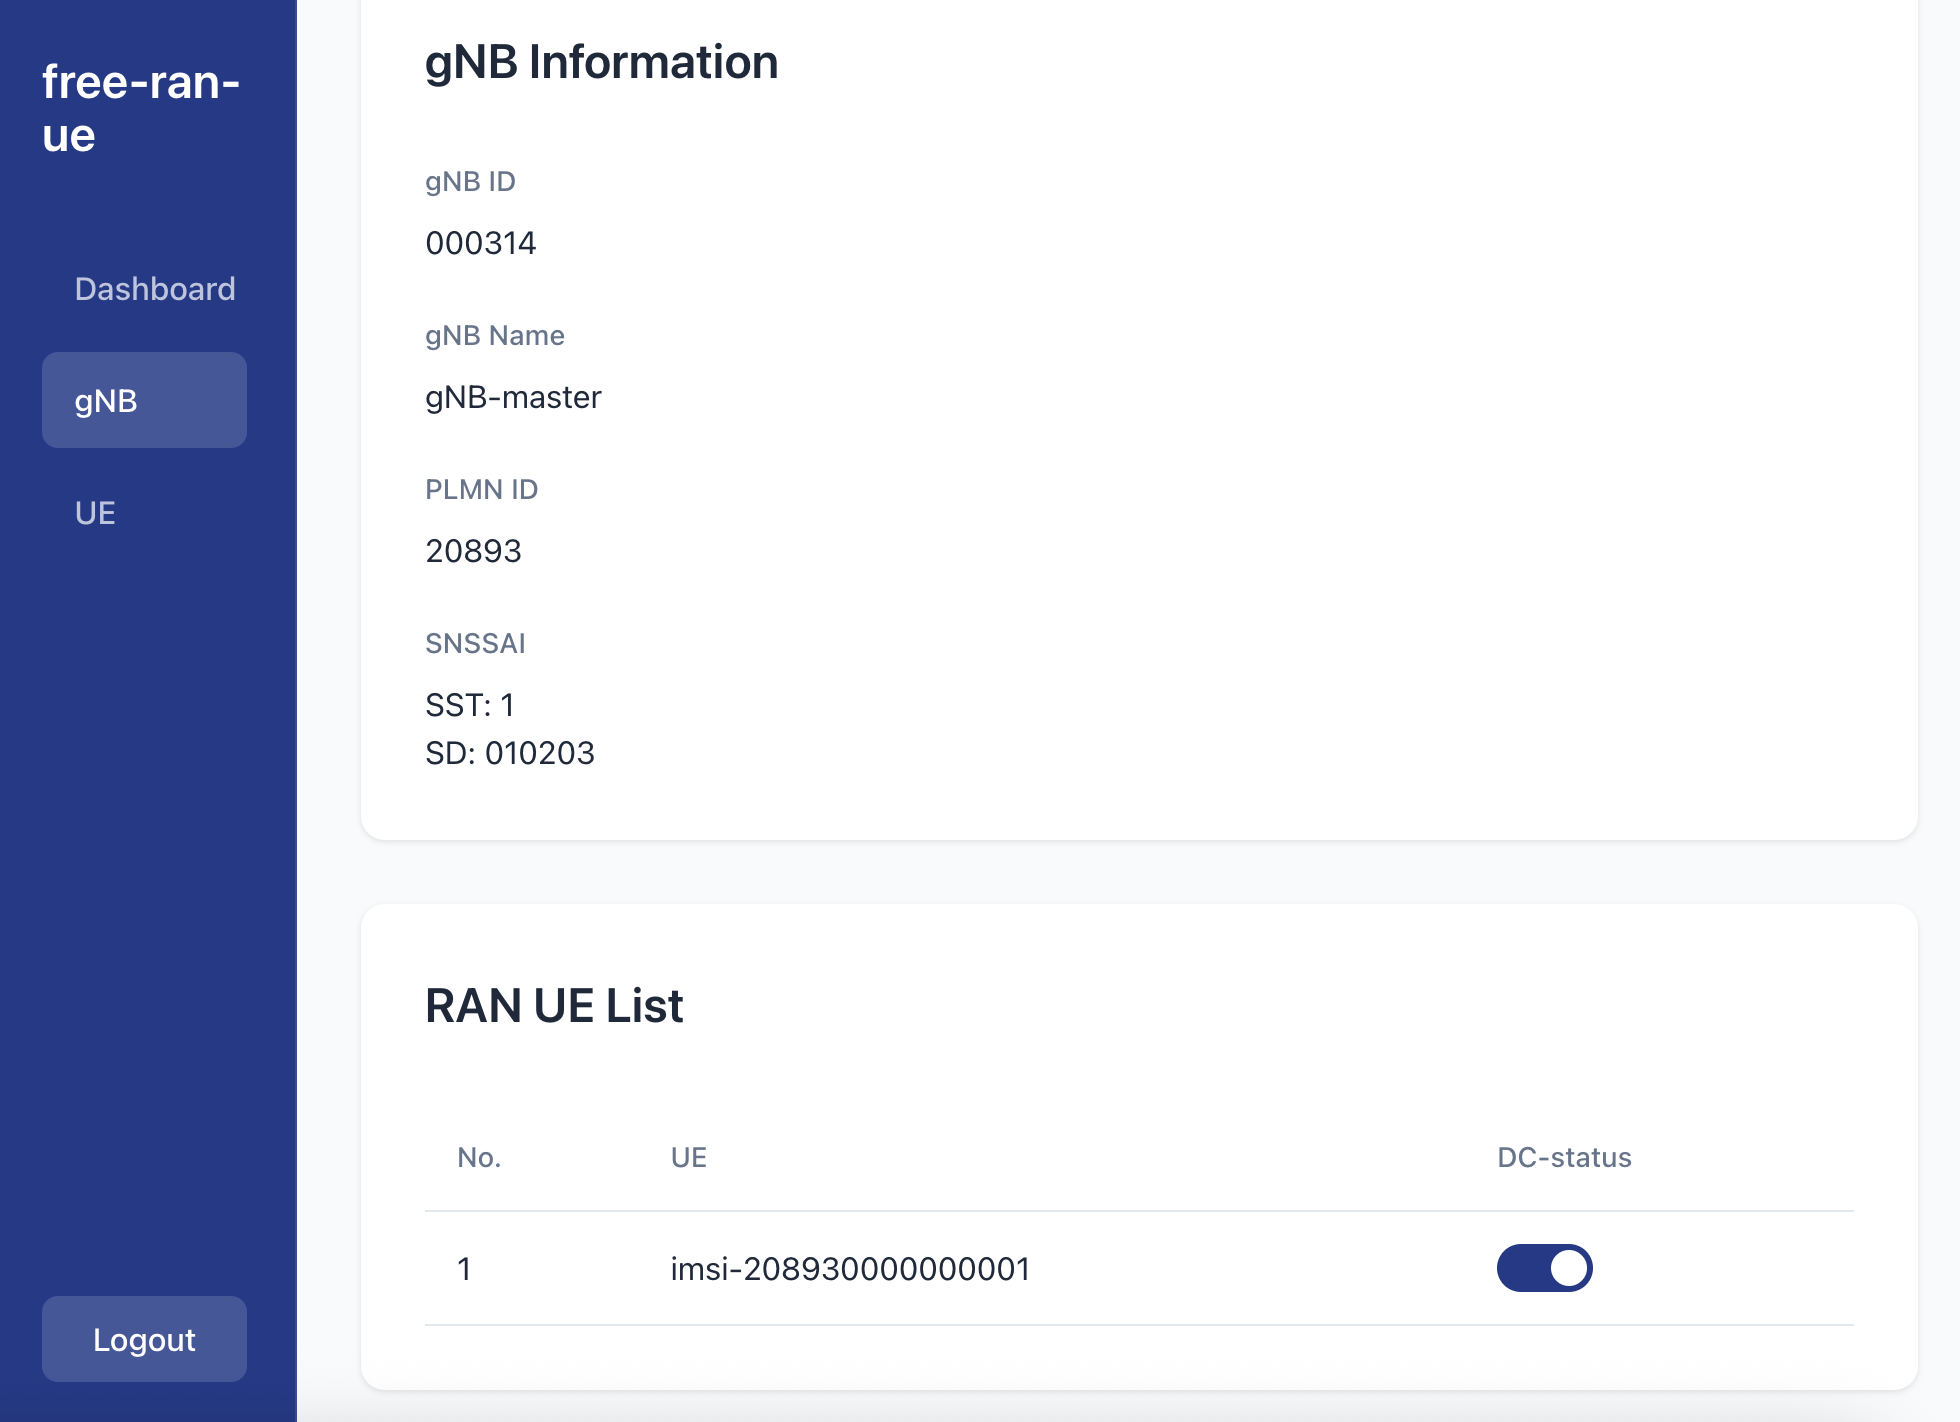 free-ran-
ue
Dashboard
gNB
UE
Logout
gNB Information
gNB ID
000314
gNB Name
gNB-master
PLMN ID
20893
SNSSAI
SST: 1
SD: 010203
RAN UE List
No. UE DC-status
1 imsi-208930000000001